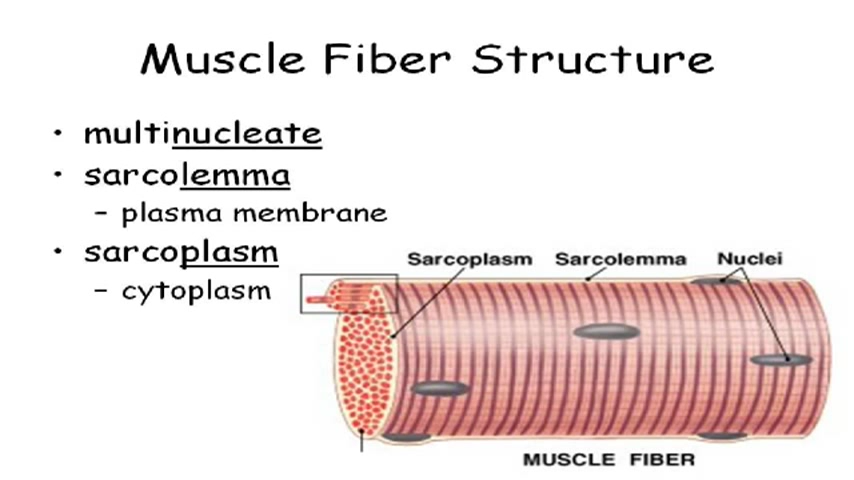 Muscle Fiber Structure
• multinucleate
• sarcolemma
– plasma membrane
• sarcoplasm
– cytoplasm
Sarcoplasm Sarcolemma Nuclei
MUSCLE FIBER